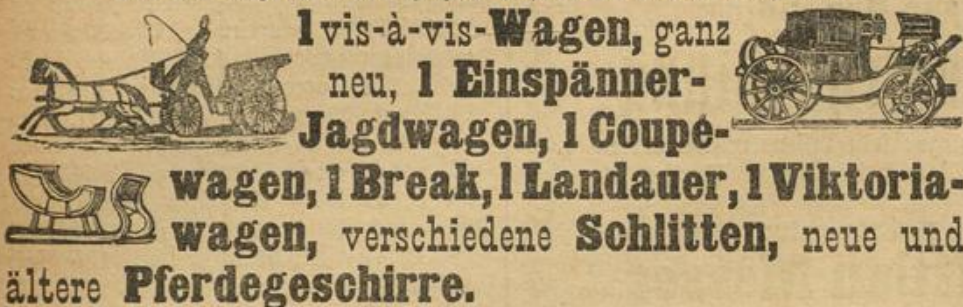 1 vis-à-vis-Wagen, ganz
neu, 1 Einspänner-
Jagdwagen, 1 Coupé-
wagen, 1 Break, 1 Landauer, 1 Viktoria-
wagen, verschiedene Schlitten, neue und
ältere Pferdegeschirre.